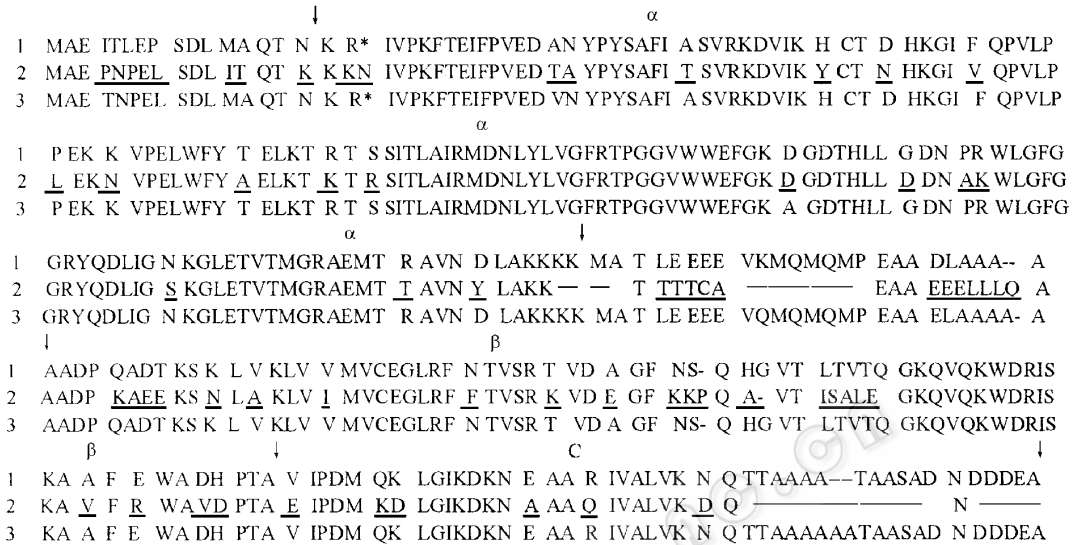 ↓ α
1 MAE ITLEP SDL MA QT N K R* IVPKFTEIFPVED AN YPYSAFI A SVRKDVIK H CT D HKGI F QPVLP
2 MAE PNPEL SDL IT QT K K KN IVPKFTEIFPVED TA YPYSAFI T SVRKDVIK Y CT N HKGI V QPVLP
3 MAE TNPEL SDL MA QT N K R* IVPKFTEIFPVED VN YPYSAFI A SVRKDVIK H CT D HKGI F QPVLP
α
1 P EK K VPELWFY T ELKT R T S SITLAIRMDNLYLVGFRTPGGVWWEFGK D GDTHLL G DN PR WLGFG
2 L EK N VPELWFY A ELKT K T R SITLAIRMDNLYLVGFRTPGGVWWEFGK D GDTHLL D DN AK WLGFG
3 P EK K VPELWFY T ELKT R T S SITLAIRMDNLYLVGFRTPGGVWWEFGK A GDTHLL G DN PR WLGFG
α ↓
1 GRYQDLIG N KGLETVTMGRAEMT R AVN D LAKKKK M A T LE EEE VKMQMQMP EAA DLAAA-- A
2 GRYQDLIG S KGLETVTMGRAEMT T AVN Y LAKK — — T TTTCA ———— EAA EEELLLQ A
3 GRYQDLIG N KGLETVTMGRAEMT R AVN D LAKKKK M A T LE EEE VQMQMQMP EAA ELAAAA- A
↓ β
1 AADP QADT KS K L V KLV V MVCEGLRF N TVSR T VD A GF NS- Q HG VT LTVTQ GKQVQKWDRIS
2 AADP KAEE KS N L A KLV I MVCEGLRF F TVSR K VD E GF KKP Q A- VT ISALE GKQVQKWDRIS
3 AADP QADT KS K L V KLV V MVCEGLRF N TVSR T VD A GF NS- Q HG VT LTVTQ GKQVQKWDRIS
β ↓ C ↓
1 KA A F E WADH PTA V IPDM QK LGIKDKN E AA R IVALVK N Q TTAAAA--TAASAD N DDDEA
2 KA V F R WAVD PTA E IPDM KD LGIKDKN A AA Q IVALVK D Q ———— N ——
3 KA A F E WADH PTA V IPDM QK LGIKDKN E AA R IVALVK N Q TTAAAAAATAASAD N DDDEA